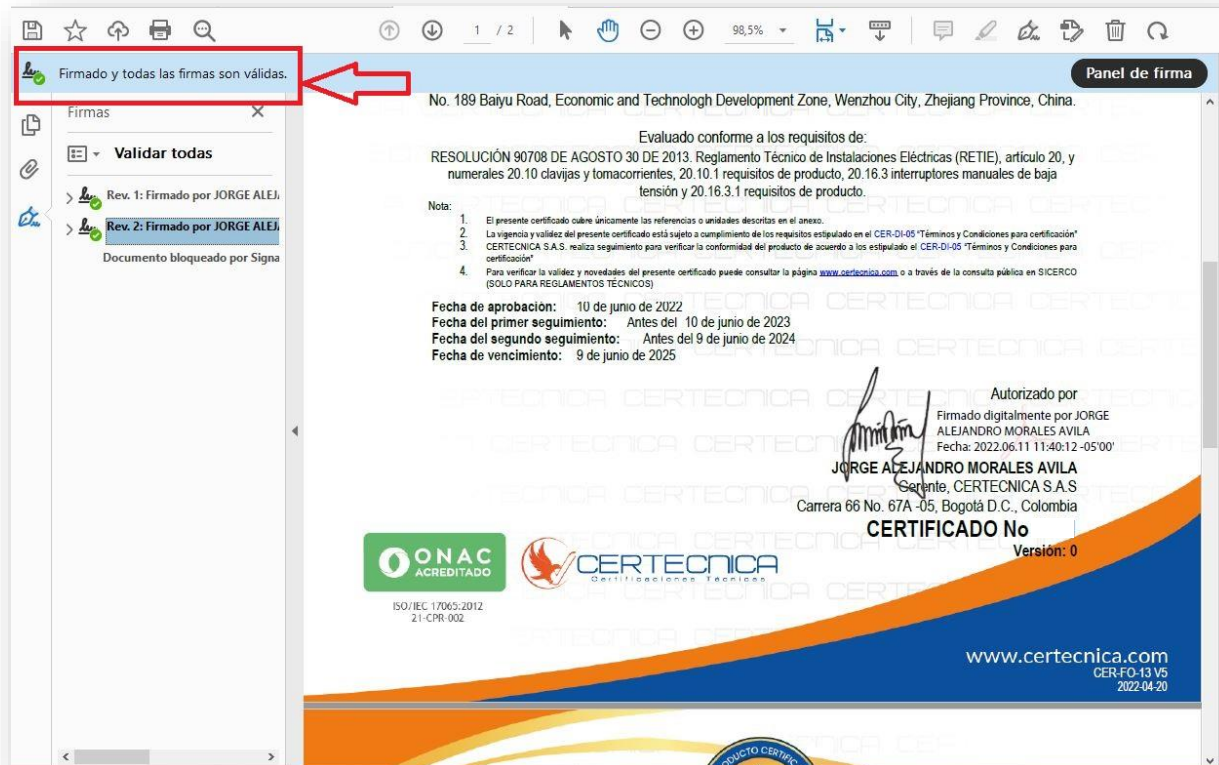 1 / 2
98,5%
Firmado y todas las firmas son válidas.
Panel de firma
Firmas
Validar todas
Rev. 1: Firmado por JORGE ALEJ
Rev. 2: Firmado por JORGE ALEJ
Documento bloqueado por Signa
No. 189 Baiyu Road, Economic and Technologh Development Zone, Wenzhou City, Zhejiang Province, China.
Evaluado conforme a los requisitos de:
RESOLUCIÓN 90708 DE AGOSTO 30 DE 2013. Reglamento Técnico de Instalaciones Eléctricas (RETIE), artículo 20, y
numerales 20.10 clavijas y tomacorrientes, 20.10.1 requisitos de producto, 20.16.3 interruptores manuales de baja
tensión y 20.16.3.1 requisitos de producto.
Nota:
1. El presente certificado cubre únicamente las referencias o unidades descritas en el anexo.
2. La vigencia y validez del presente certificado está sujeto a cumplimiento de los requisitos estipulado en el CER-DI-05 “Términos y Condiciones para certificación”
3. CERTECNICA S.A.S. realiza seguimiento para verificar la conformidad del producto de acuerdo a los estipulado el CER-DI-05 “Términos y Condiciones para
certificación”
4. Para verificar la validez y novedades del presente certificado puede consultar la página www.certecnica.com o a través de la consulta pública en SICERCO
(SOLO PARA REGLAMENTOS TÉCNICOS)
Fecha de aprobación: 10 de junio de 2022
Fecha del primer seguimiento: Antes del 10 de junio de 2023
Fecha del segundo seguimiento: Antes del 9 de junio de 2024
Fecha de vencimiento: 9 de junio de 2025
Autorizado por
Firmado digitalmente por JORGE
ALEJANDRO MORALES AVILA
Fecha: 2022.06.11 11:40:12 -05'00'
JORGE ALEJANDRO MORALES AVILA
Gerente, CERTECNICA S.A.S
Carrera 66 No. 67A -05, Bogotá D.C., Colombia
CERTIFICADO No
Versión: 0
ONAC
ACREDITADO
CERTECNICA
Certificaciones Técnicas
ISO/IEC 17065:2012
21-CPR-002
www.certecnica.com
CER-FO-13 V5
2022-04-20